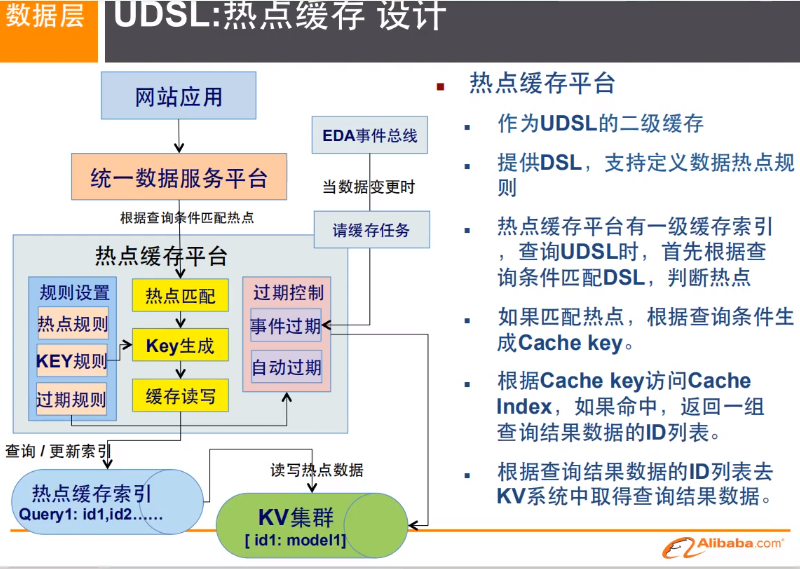 数据层
UDSL:热点缓存 设计
网站应用
统一数据服务平台
根据查询条件匹配热点
EDA事件总线
当数据变更时
请缓存任务
热点缓存平台
规则设置
热点规则
KEY规则
过期规则
热点匹配
Key生成
缓存读写
过期控制
事件过期
自动过期
查询 / 更新索引
热点缓存索引
Query1: id1,id2……
读写热点数据
KV集群
[ id1: model1]
热点缓存平台
作为UDSL的二级缓存
提供DSL，支持定义数据热点规
则
热点缓存平台有一级缓存索引
，查询UDSL时，首先根据查
询条件匹配DSL，判断热点
如果匹配热点，根据查询条件生
成Cache key。
根据Cache key访问Cache
Index，如果命中，返回一组
查询结果数据的ID列表。
根据查询结果数据的ID列表去
KV系统中取得查询结果数据。
Alibaba.com®